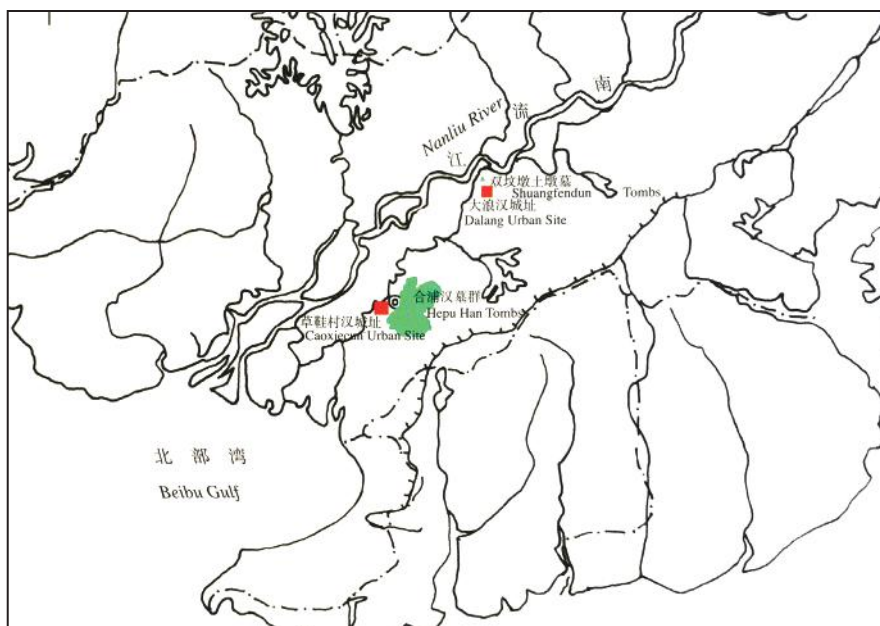 南
流
江
Nanliu River
双坟墩土墩墓
Shuangfendun Tombs
大浪汉城址
Dalang Urban Site
合浦汉墓群
Hepu Han Tombs
草鞋村汉城址
Caoxiecun Urban Site
北部湾
Beibu Gulf